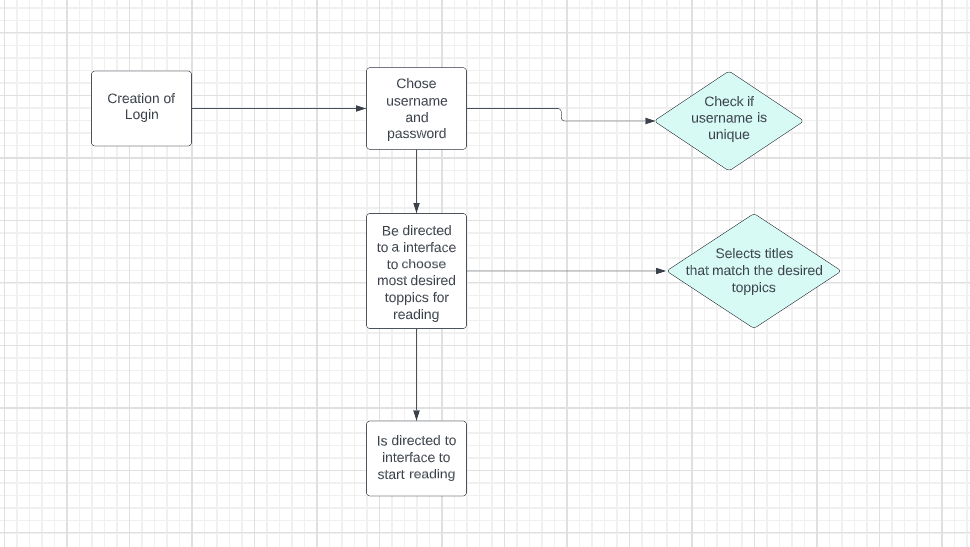 Creation of
Login
Chose
username
and
password
Check if
username is
unique
Be directed
to a interface
to choose
most desired
toppics for
reading
Selects titles
that match the desired
toppics
Is directed to
interface to
start reading